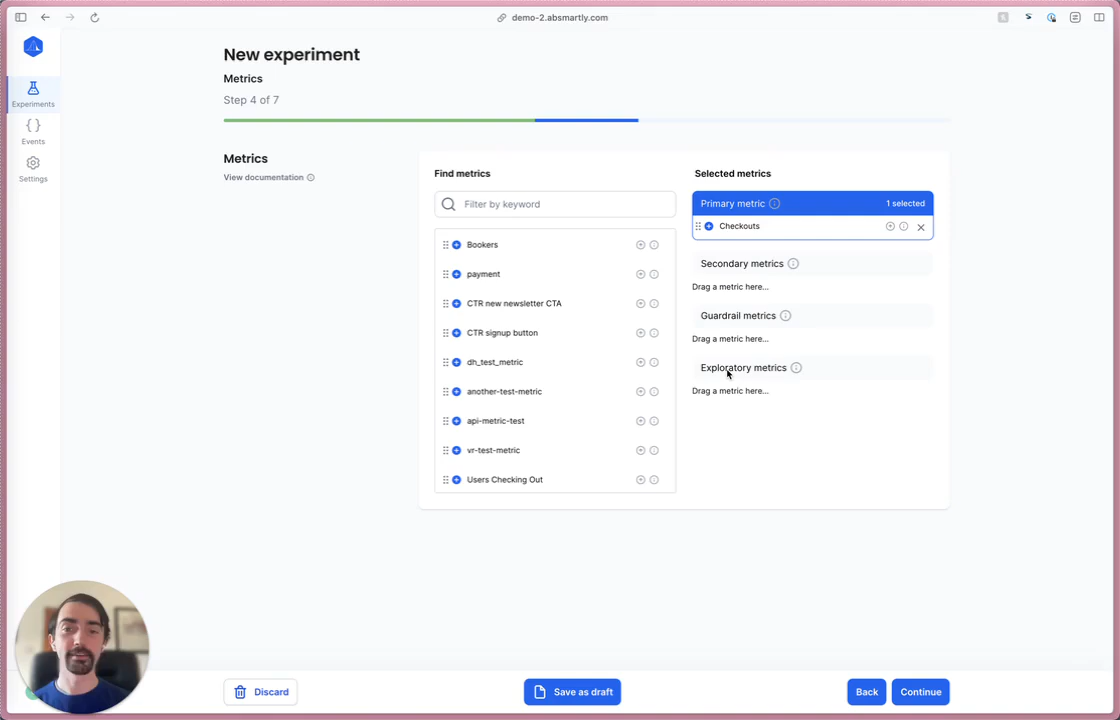 demo-2.absmartly.com
New experiment
Metrics
Step 4 of 7
Experiments
Events
Settings
Metrics
View documentation
Find metrics
Filter by keyword
Bookers
payment
CTR new newsletter CTA
CTR signup button
dh_test_metric
another-test-metric
api-metric-test
vr-test-metric
Users Checking Out
Selected metrics
Primary metric 1 selected
Checkouts
Secondary metrics
Drag a metric here...
Guardrail metrics
Drag a metric here...
Exploratory metrics
Drag a metric here...
Discard
Save as draft
Back
Continue